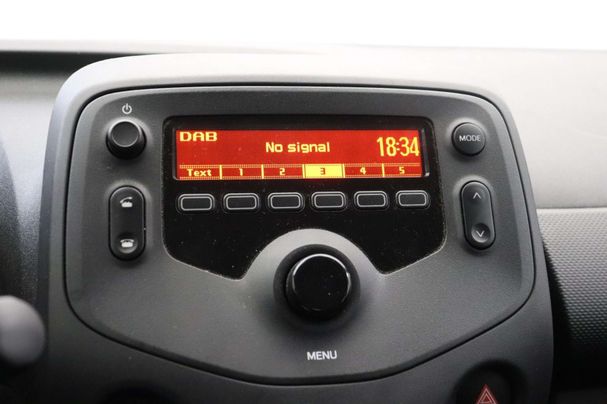 DAB
No signal
18:34
Text 1 2 3 4 5
MODE
MENU